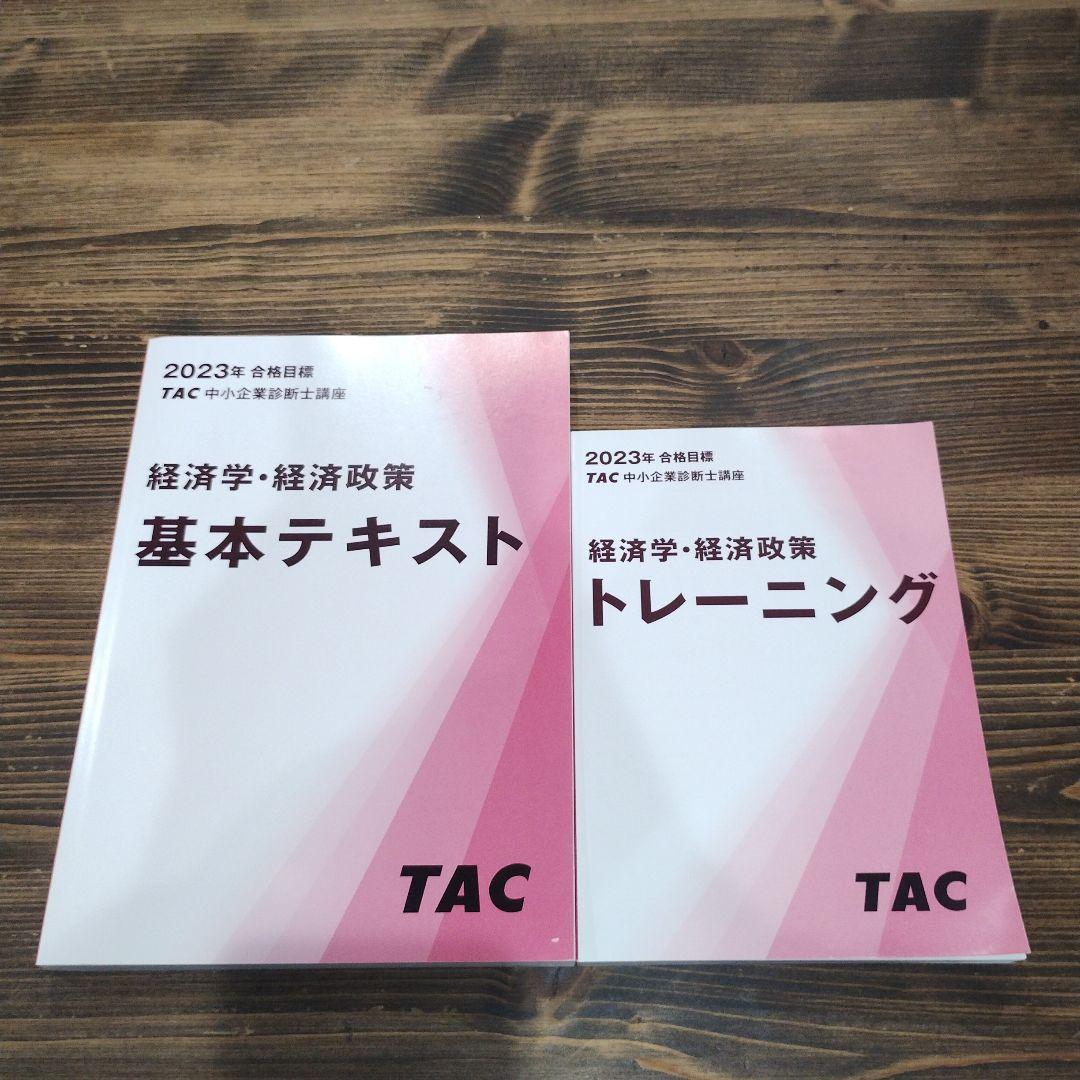 2023年 合格目標
TAC 中小企業診断士講座
経済学・経済政策
基本テキスト
TAC
2023年 合格目標
TAC 中小企業診断士講座
経済学・経済政策
トレーニング
TAC